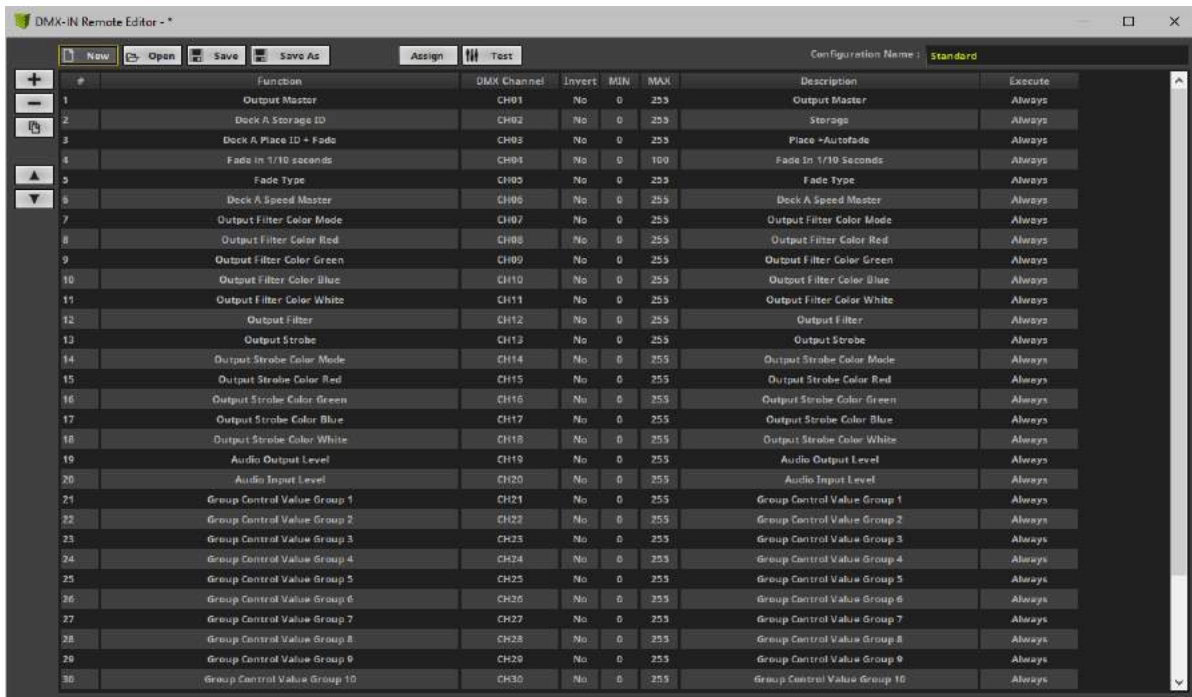 DMX-IN Remote Editor - *
New Open Save Save As Assign Test Configuration Name : Standard
# Function DMX Channel Invert MIN MAX Description Execute
1 Output Master CH01 No 0 255 Output Master Always
2 Deck A Storage ID CH02 No 0 255 Storage Always
3 Deck A Place ID + Fade CH03 No 0 255 Place +Autofade Always
4 Fade in 1/10 seconds CH04 No 0 100 Fade In 1/10 Seconds Always
5 Fade Type CH05 No 0 255 Fade Type Always
6 Deck A Speed Master CH06 No 0 255 Deck A Speed Master Always
7 Output Filter Color Mode CH07 No 0 255 Output Filter Color Mode Always
8 Output Filter Color Red CH08 No 0 255 Output Filter Color Red Always
9 Output Filter Color Green CH09 No 0 255 Output Filter Color Green Always
10 Output Filter Color Blue CH10 No 0 255 Output Filter Color Blue Always
11 Output Filter Color White CH11 No 0 255 Output Filter Color White Always
12 Output Filter CH12 No 0 255 Output Filter Always
13 Output Strobe CH13 No 0 255 Output Strobe Always
14 Output Strobe Color Mode CH14 No 0 255 Output Strobe Color Mode Always
15 Output Strobe Color Red CH15 No 0 255 Output Strobe Color Red Always
16 Output Strobe Color Green CH16 No 0 255 Output Strobe Color Green Always
17 Output Strobe Color Blue CH17 No 0 255 Output Strobe Color Blue Always
18 Output Strobe Color White CH18 No 0 255 Output Strobe Color White Always
19 Audio Output Level CH19 No 0 255 Audio Output Level Always
20 Audio Input Level CH20 No 0 255 Audio Input Level Always
21 Group Control Value Group 1 CH21 No 0 255 Group Control Value Group 1 Always
22 Group Control Value Group 2 CH22 No 0 255 Group Control Value Group 2 Always
23 Group Control Value Group 3 CH23 No 0 255 Group Control Value Group 3 Always
24 Group Control Value Group 4 CH24 No 0 255 Group Control Value Group 4 Always
25 Group Control Value Group 5 CH25 No 0 255 Group Control Value Group 5 Always
26 Group Control Value Group 6 CH26 No 0 255 Group Control Value Group 6 Always
27 Group Control Value Group 7 CH27 No 0 255 Group Control Value Group 7 Always
28 Group Control Value Group 8 CH28 No 0 255 Group Control Value Group 8 Always
29 Group Control Value Group 9 CH29 No 0 255 Group Control Value Group 9 Always
30 Group Control Value Group 10 CH30 No 0 255 Group Control Value Group 10 Always